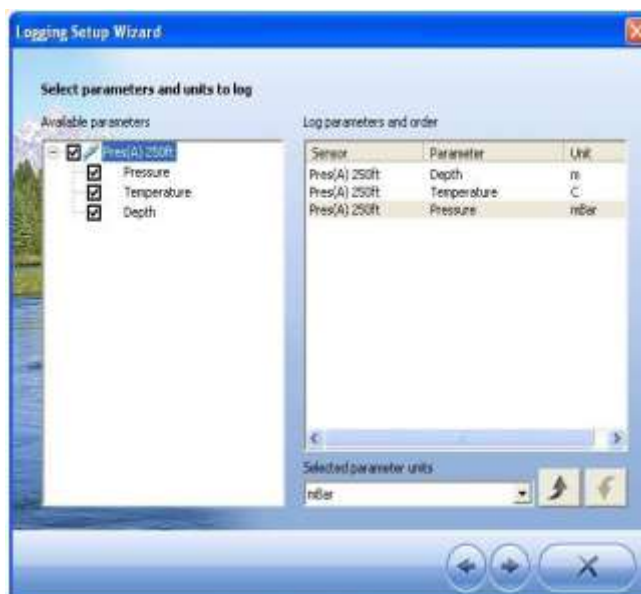 Logging Setup Wizard
Select parameters and units to log
Available parameters
Log parameters and order
Pres(A) 250ft
Pressure
Temperature
Depth
Sensor Parameter Unit
Pres(A) 250ft Depth m
Pres(A) 250ft Temperature C
Pres(A) 250ft Pressure mBar
Selected parameter units
mBar